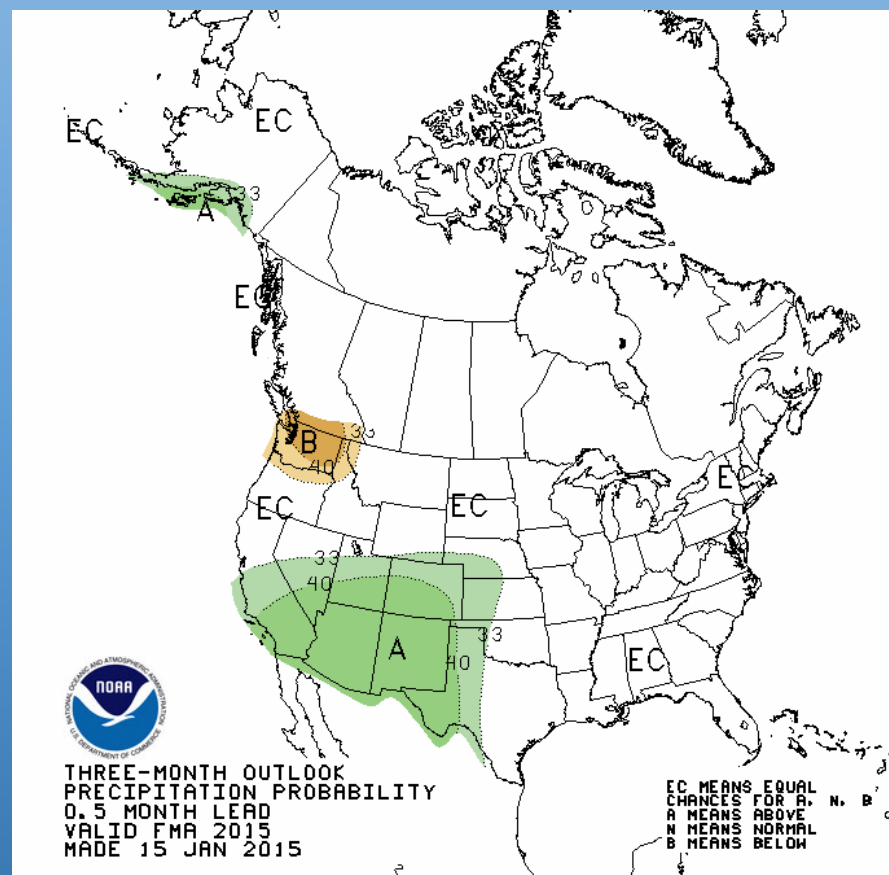 EC
EC
33
A
EC
33
B
40
EC
EC
EC
33
40
33
A
40
EC
NATIONAL OCEANIC AND ATMOSPHERIC ADMINISTRATION
NOAA
U.S. DEPARTMENT OF COMMERCE
THREE-MONTH OUTLOOK
PRECIPITATION PROBABILITY
0.5 MONTH LEAD
VALID FMA 2015
MADE 15 JAN 2015
EC MEANS EQUAL
CHANCES FOR A, N, B
A MEANS ABOVE
N MEANS NORMAL
B MEANS BELOW